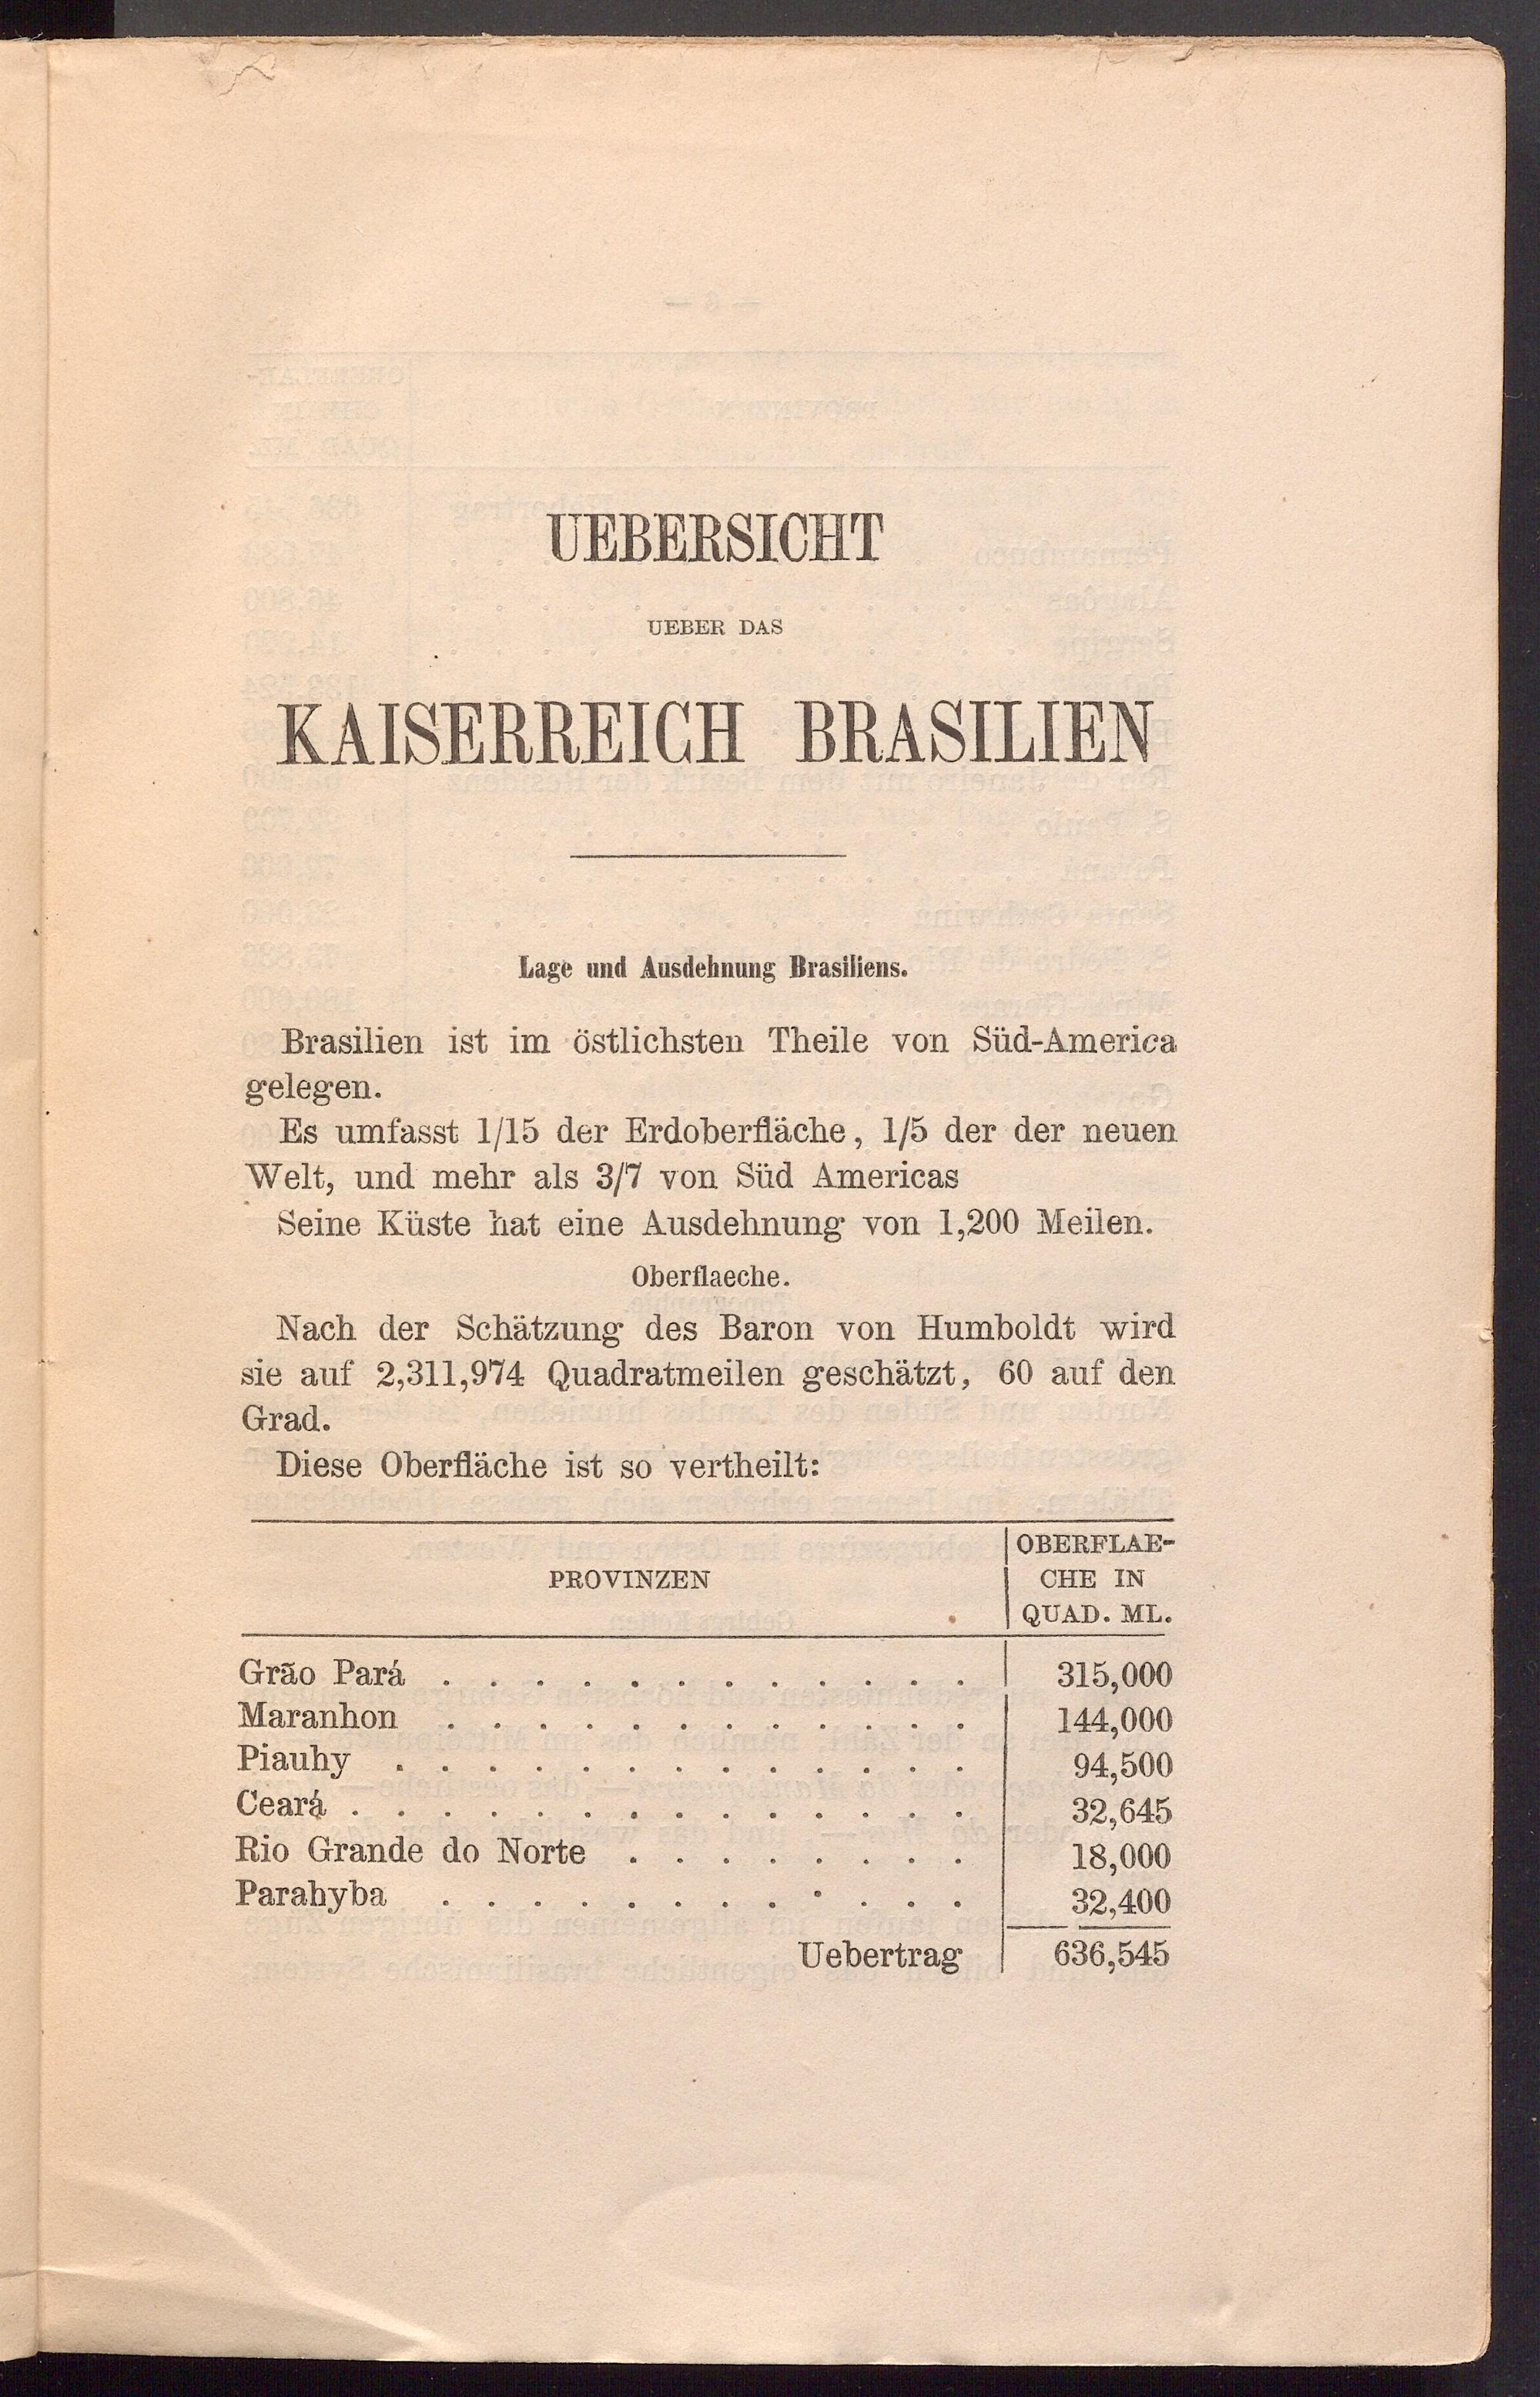 UEBERSICHT
UEBER DAS
KAISERREICH BRASILIEN
Lage und Ausdehnung Brasiliens.
Brasilien ist im östlichsten Theile von Süd-America
gelegen.
Es umfasst 1/15 der Erdoberfläche, 1/5 der der neuen
Welt, und mehr als 3/7 von Süd Americas
Seine Küste hat eine Ausdehnung von 1,200 Meilen.
Oberflaeche.
Nach der Schätzung des Baron von Humboldt wird
sie auf 2,311,974 Quadratmeilen geschätzt, 60 auf den
Grad.
Diese Oberfläche ist so vertheilt:
PROVINZEN
OBERFLAE-
CHE IN
QUAD. ML.
Grão Pará . . . . . . . . . . . . 315,000
Maranhon . . . . . . . . . . . . 144,000
Piauhy . . . . . . . . . . . . . 94,500
Ceará . . . . . . . . . . . . . . 32,645
Rio Grande do Norte . . . . . . . . 18,000
Parahyba . . . . . . . . . . . . 32,400
Uebertrag 636,545